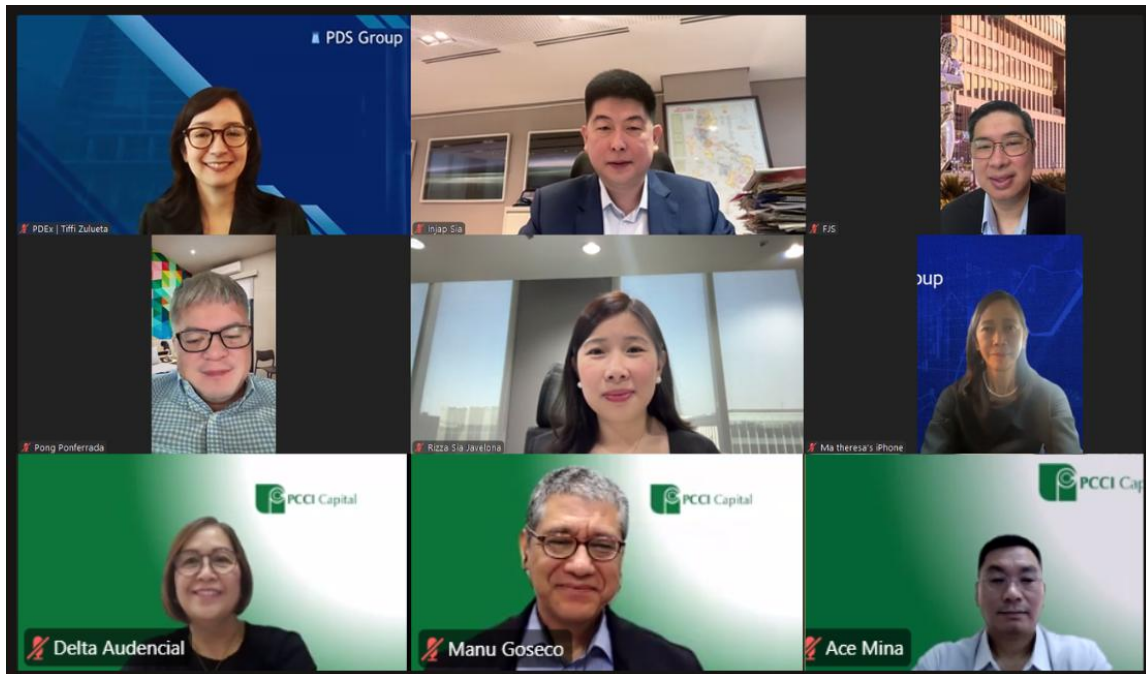 PDS Group
PDEx | Tiffi Zulueta
Injap Sia
FJS
Pong Ponferrada
Rizza Sia Javelona
oup
Ma theresa's iPhone
PCCI Capital
Delta Audencial
PCCI Capital
Manu Goseco
PCCI Cap
Ace Mina